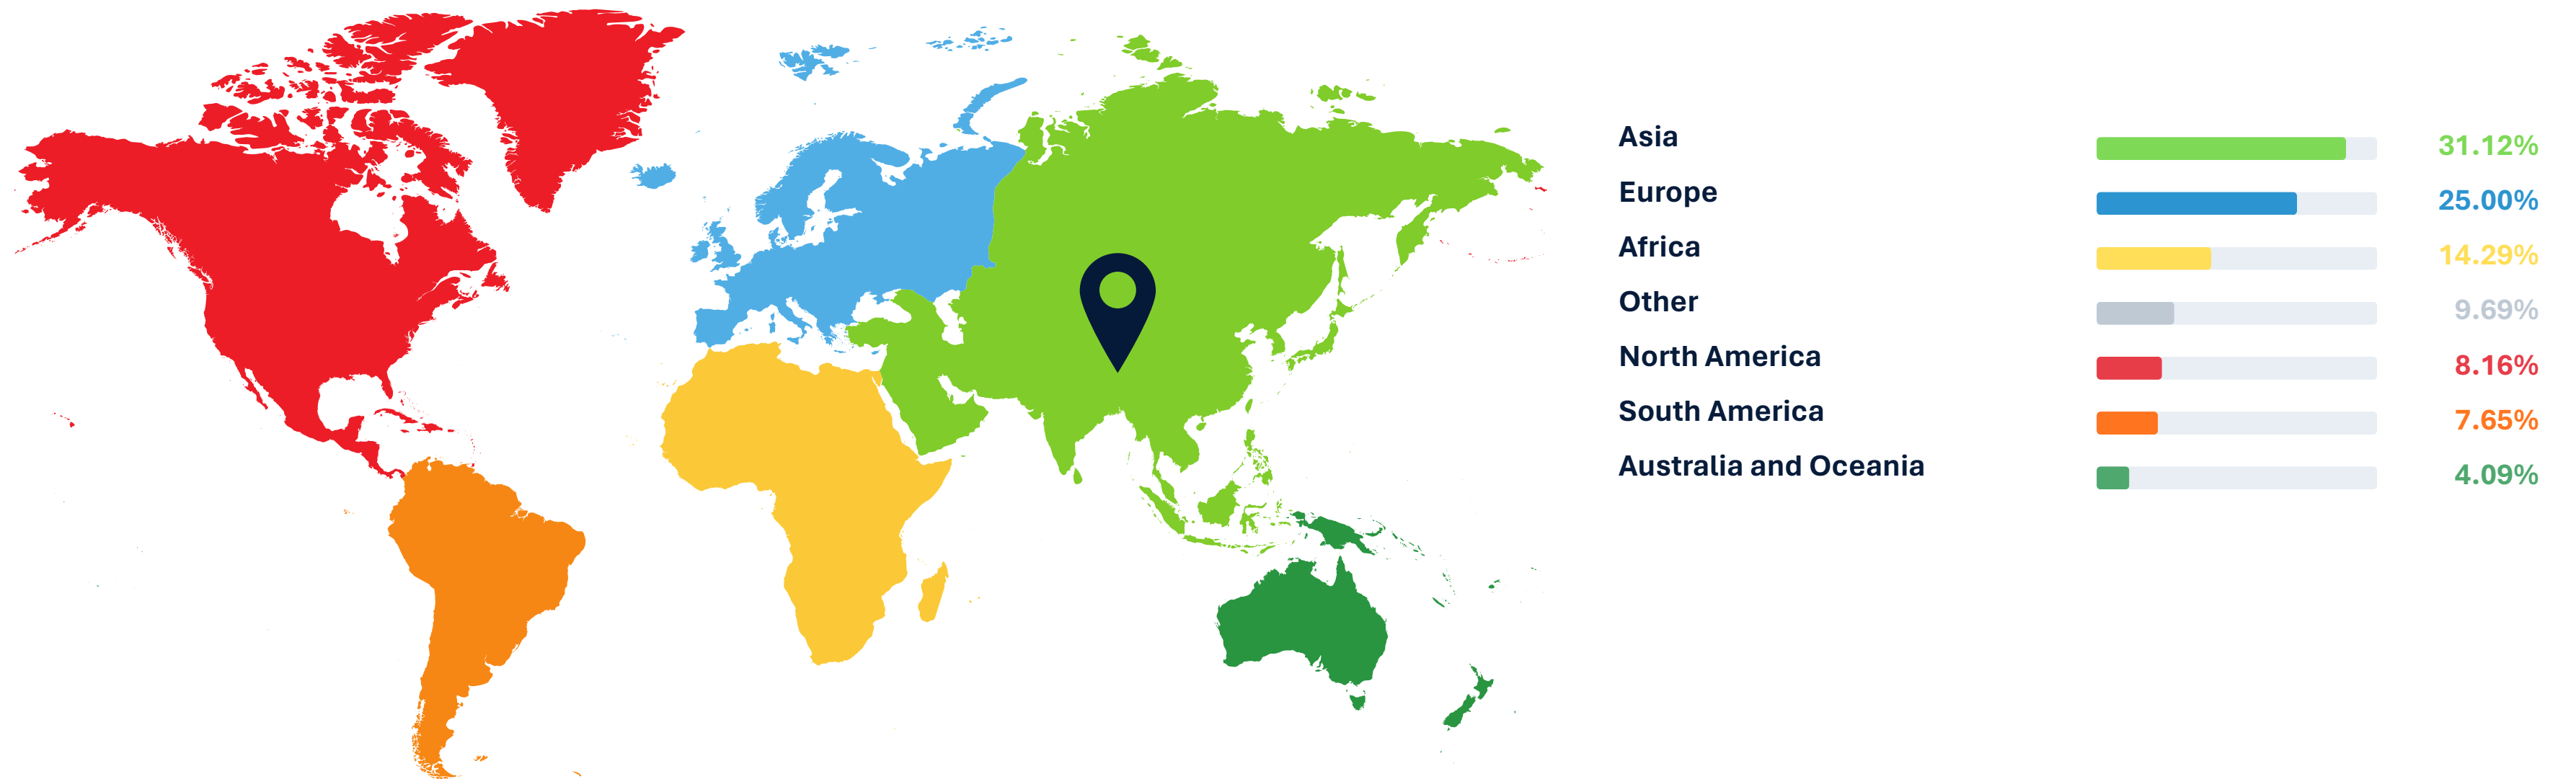 Asia 31.12%
Europe 25.00%
Africa 14.29%
Other 9.69%
North America 8.16%
South America 7.65%
Australia and Oceania 4.09%